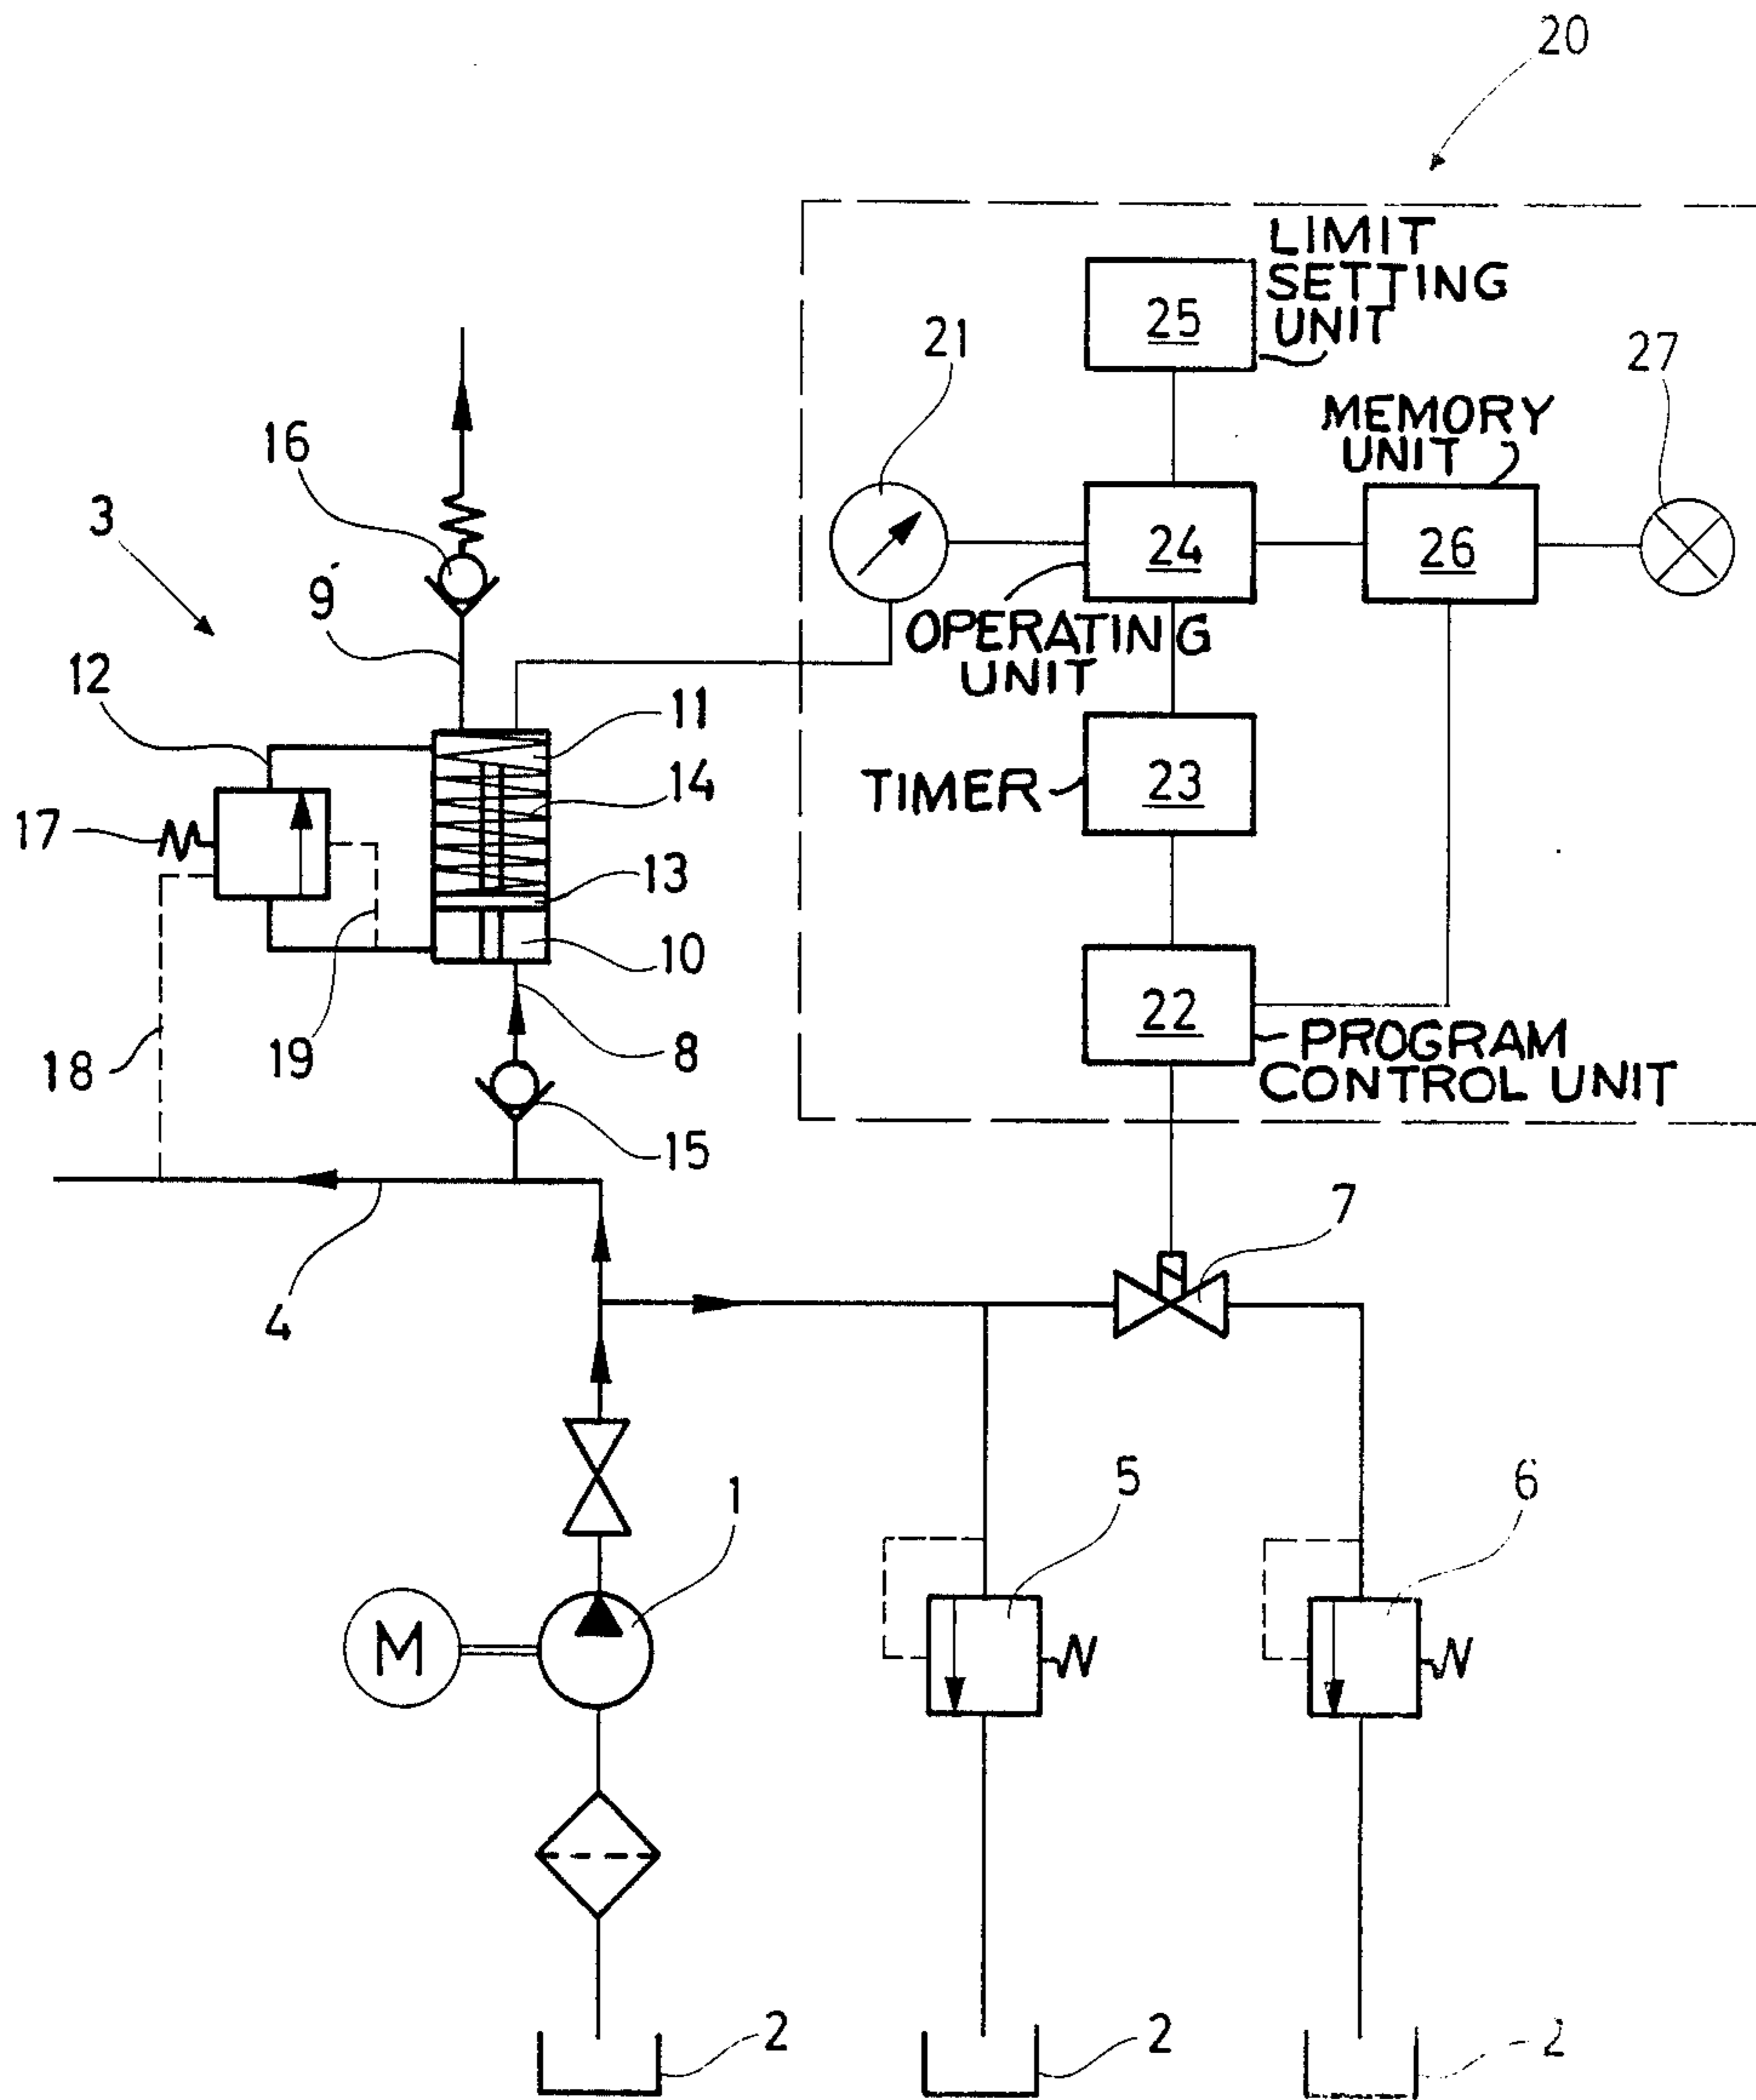 20
LIMIT
SETTING
UNIT
25
21
27
MEMORY
UNIT
16
3
24
26
9'
OPERATING
UNIT
12
11
14
17
TIMER
23
13
10
22
18
19
8
PROGRAM
CONTROL UNIT
15
7
4
5
6
1
M
2
2
2